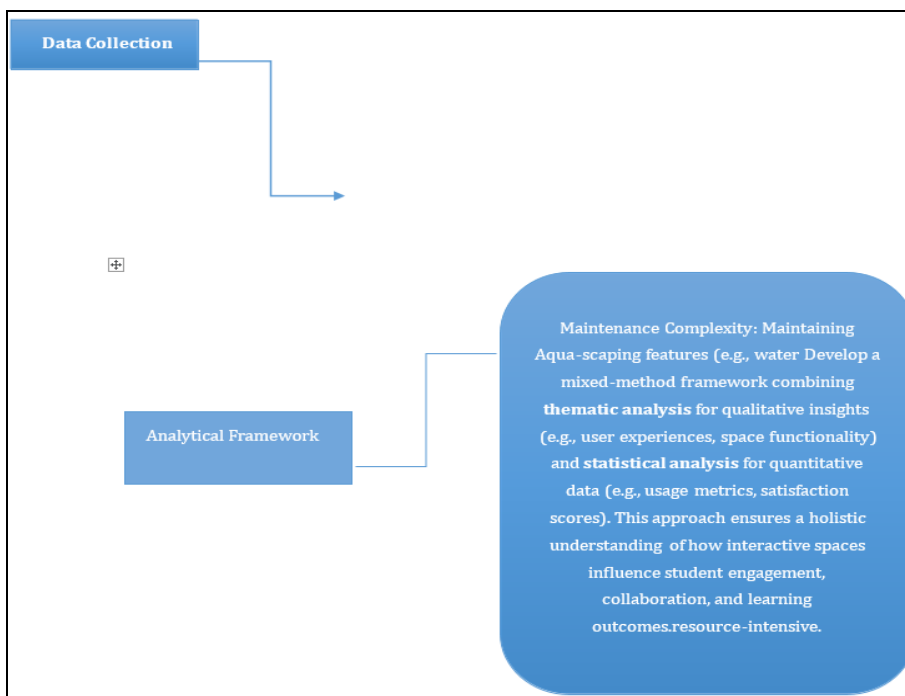 Data Collection
Analytical Framework
Maintenance Complexity: Maintaining
Aqua-scaping features (e.g., water Develop a
mixed-method framework combining
thematic analysis for qualitative insights
(e.g., user experiences, space functionality)
and statistical analysis for quantitative
data (e.g., usage metrics, satisfaction
scores). This approach ensures a holistic
understanding of how interactive spaces
influence student engagement,
collaboration, and learning
outcomes.resource-intensive.